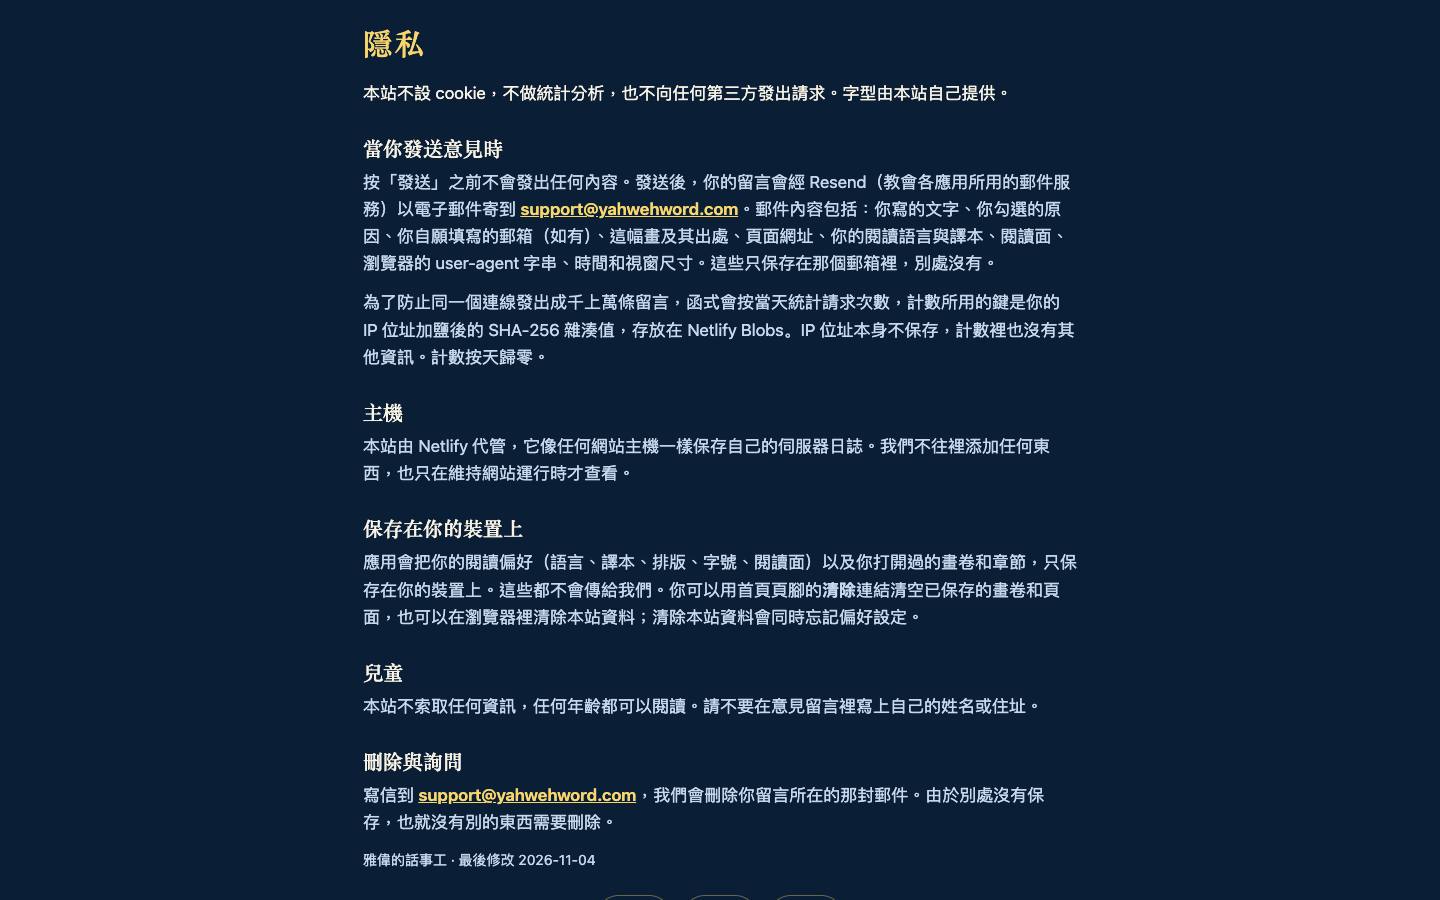 隱私
本站不設 cookie，不做統計分析，也不向任何第三方發出請求。字型由本站自己提供。
當你發送意見時
按「發送」之前不會發出任何內容。發送後，你的留言會經 Resend（教會各應用所用的郵件服
務）以電子郵件寄到 support@yahwehword.com。郵件內容包括：你寫的文字、你勾選的原
因、你自願填寫的郵箱（如有）、這幅畫及其出處、頁面網址、你的閱讀語言與譯本、閱讀面、
瀏覽器的 user-agent 字串、時間和視窗尺寸。這些只保存在那個郵箱裡，別處沒有。
為了防止同一個連線發出成千上萬條留言，函式會按當天統計請求次數，計數所用的鍵是你的
IP 位址加鹽後的 SHA-256 雜湊值，存放在 Netlify Blobs。IP 位址本身不保存，計數裡也沒有其
他資訊。計數按天歸零。
主機
本站由 Netlify 代管，它像任何網站主機一樣保存自己的伺服器日誌。我們不往裡添加任何東
西，也只在維持網站運行時才查看。
保存在你的裝置上
應用會把你的閱讀偏好（語言、譯本、排版、字號、閱讀面）以及你打開過的畫卷和章節，只保
存在你的裝置上。這些都不會傳給我們。你可以用首頁頁腳的清除連結清空已保存的畫卷和頁
面，也可以在瀏覽器裡清除本站資料；清除本站資料會同時忘記偏好設定。
兒童
本站不索取任何資訊，任何年齡都可以閱讀。請不要在意見留言裡寫上自己的姓名或住址。
刪除與詢問
寫信到 support@yahwehword.com，我們會刪除你留言所在的那封郵件。由於別處沒有保
存，也就沒有別的東西需要刪除。
雅偉的話事工 · 最後修改 2026-11-04